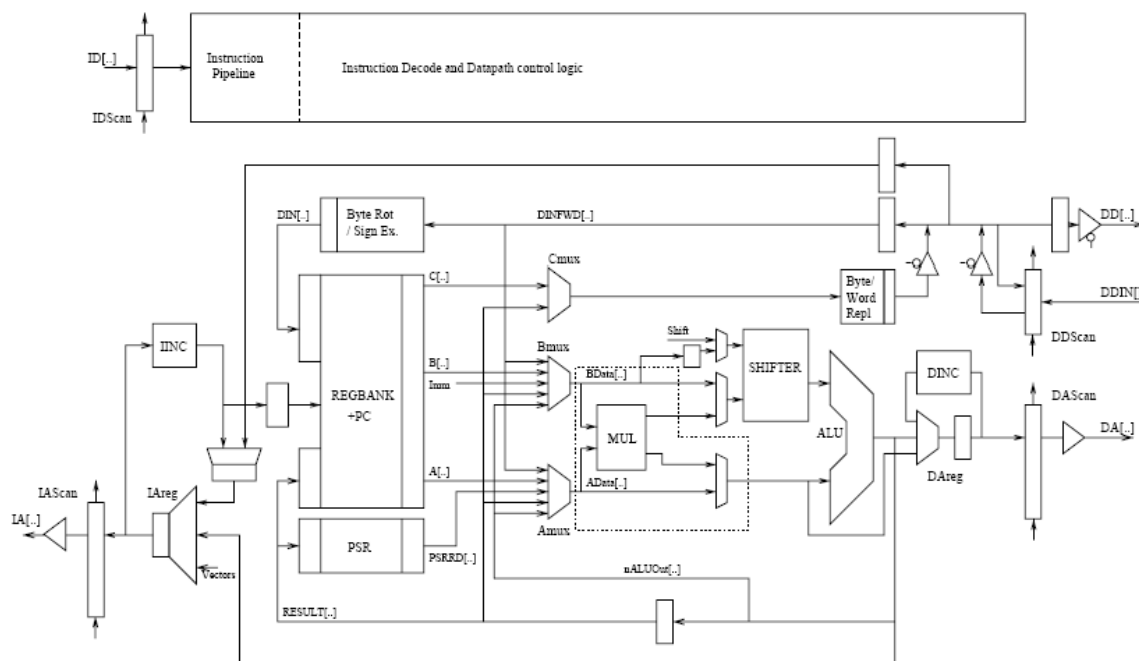 ID[..]
Instruction
Pipeline
Instruction Decode and Datapath control logic
IDScan
DIN[..]
Byte Rot
/ Sign Ex.
DINFWD[..]
DD[..]
C[..]
Cmux
Byte/
Word
Repl
DDIN[
DDScan
IINC
Shift
Bmux
B[..]
BData[..]
SHIFTER
Imm
DINC
REGBANK
+PC
MUL
ALU
DAScan
DA[..]
DAreg
A[..]
AData[..]
IAScan
IAreg
IA[..]
Amux
PSR
PSRRD[..]
Vectors
nALUOut[..]
RESULT[..]